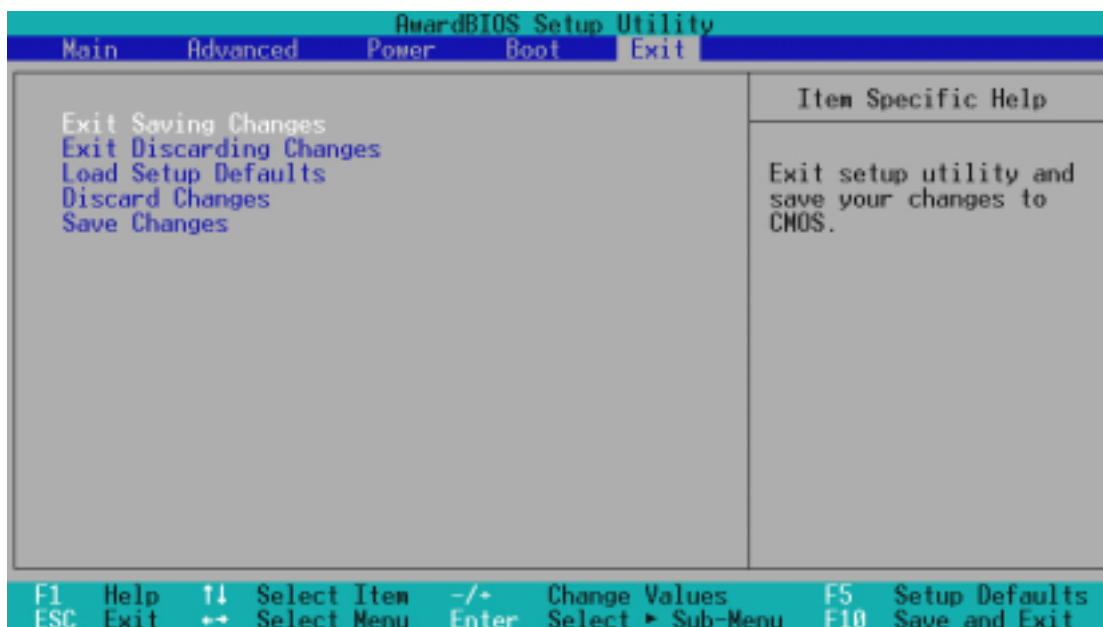 AwardBIOS Setup Utility
Main Advanced Power Boot Exit
Exit Saving Changes
Exit Discarding Changes
Load Setup Defaults
Discard Changes
Save Changes
Item Specific Help
Exit setup utility and
save your changes to
CMOS.
F1 Help ↑↓ Select Item -/+ Change Values F5 Setup Defaults
ESC Exit ←→ Select Menu Enter Select ► Sub-Menu F10 Save and Exit